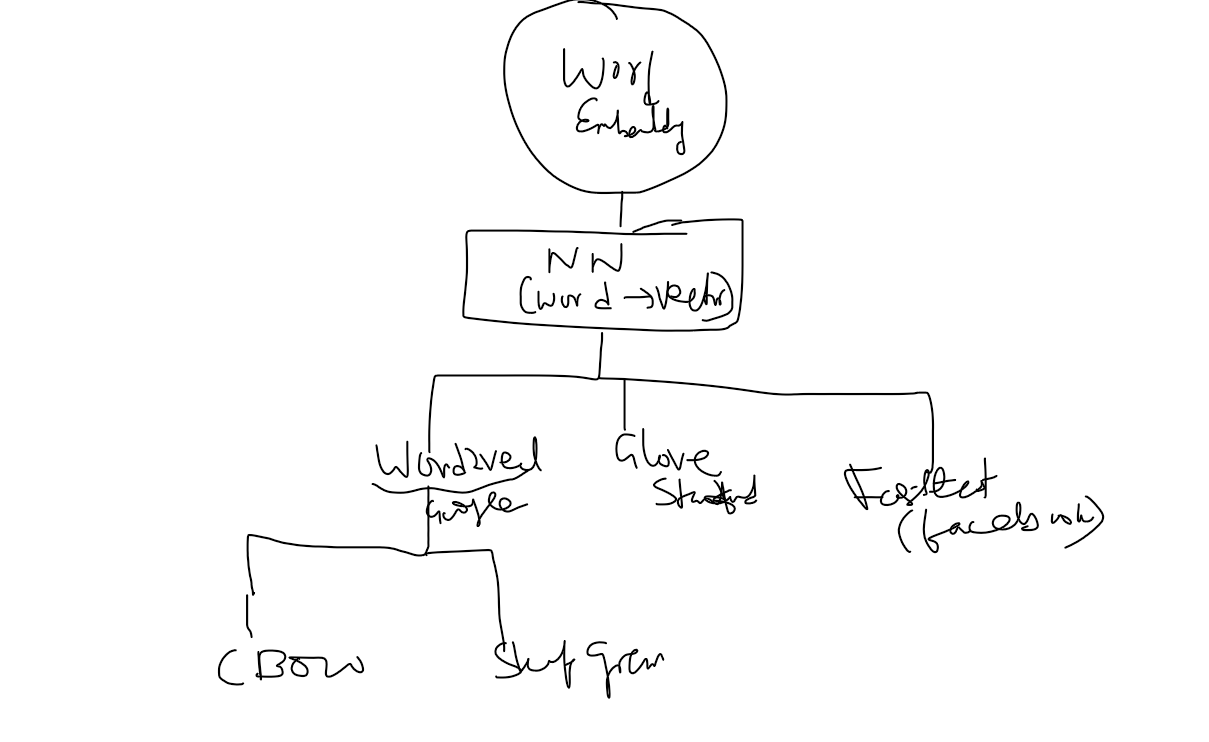 Word
Embedding
NN
(word → vector)
Word2vec
Google
Glove
Stanford
Fasttext
(facebook)
CBOW
Skip Gram